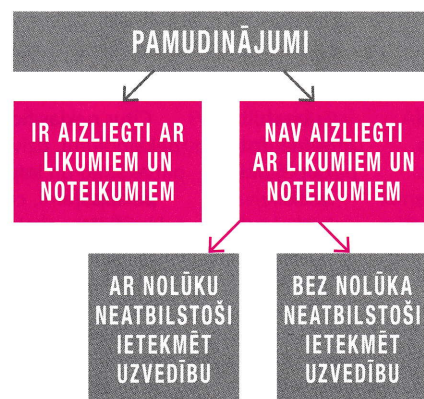 PAMUDINĀJUMI
IR AIZLIEGTI AR
LIKUMIEM UN
NOTEIKUMIEM
NAV AIZLIEGTI
AR LIKUMIEM UN
NOTEIKUMIEM
AR NOLŪKU
NEATBILSTOŠI
IETEKMĒT
UZVEDĪBU
BEZ NOLŪKA
NEATBILSTOŠI
IETEKMĒT
UZVEDĪBU